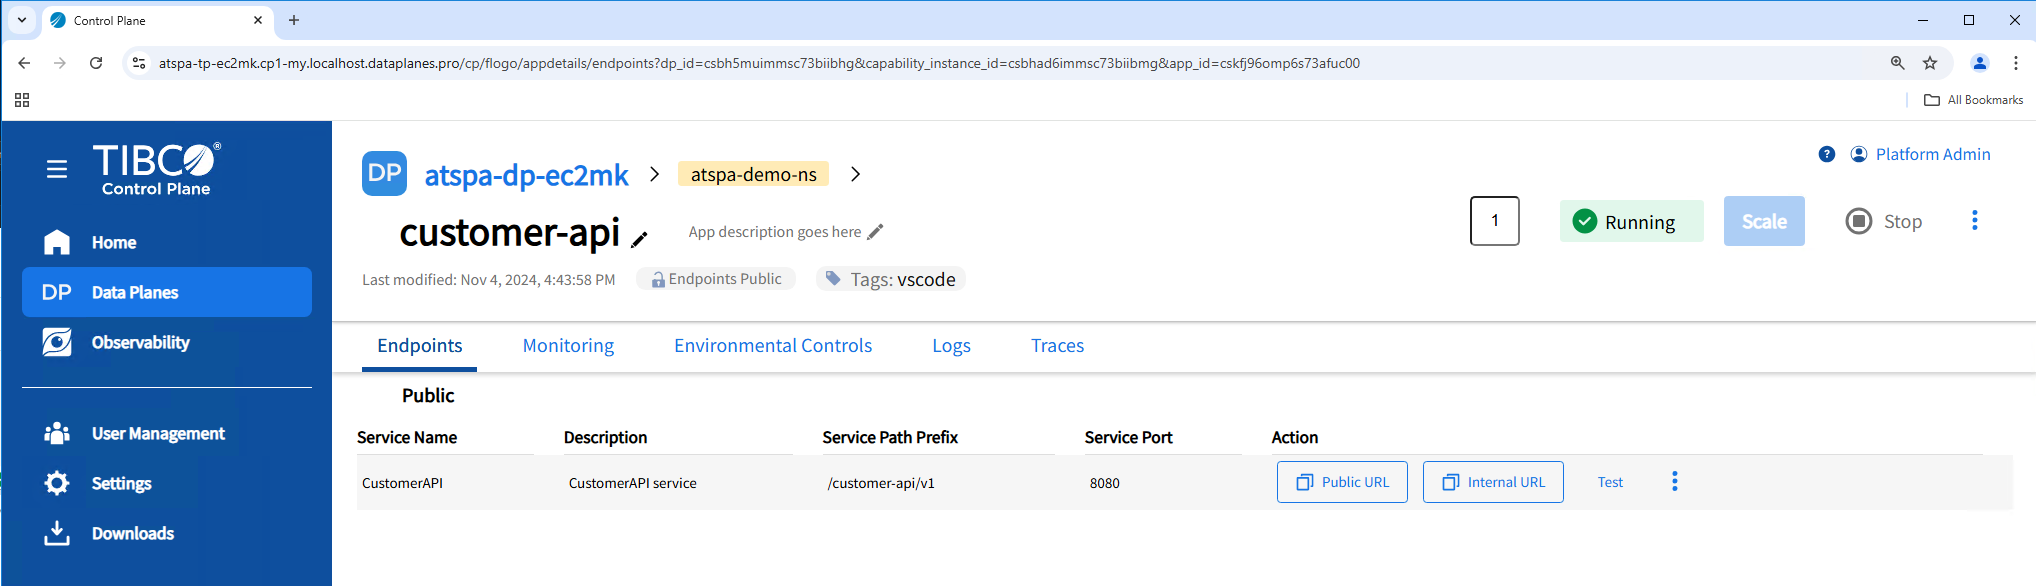 Control Plane
atspa-tp-ec2mk.cp1-my.localhost.dataplanes.pro/cp/flogo/appdetails/endpoints?dp_id=csbh5muimmsc73biibhg&capability_instance_id=csbhad6immsc73biibmg&app_id=cskfj96omp6s73afuc00
All Bookmarks
TIBCO®
Control Plane
Home
DP Data Planes
Observability
User Management
Settings
Downloads
? Platform Admin
DP atspa-dp-ec2mk > atspa-demo-ns >
customer-api App description goes here
1 Running Scale Stop
Last modified: Nov 4, 2024, 4:43:58 PM Endpoints Public Tags: vscode
Endpoints Monitoring Environmental Controls Logs Traces
Public
Service Name Description Service Path Prefix Service Port Action
CustomerAPI CustomerAPI service /customer-api/v1 8080 Public URL Internal URL Test